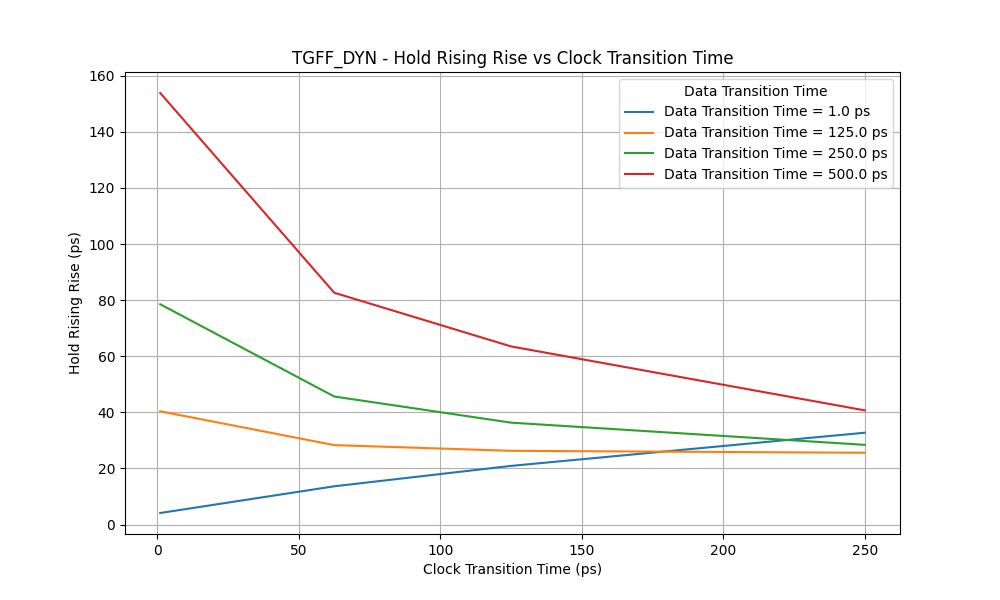 TGFF_DYN - Hold Rising Rise vs Clock Transition Time
Data Transition Time
Data Transition Time = 1.0 ps
Data Transition Time = 125.0 ps
Data Transition Time = 250.0 ps
Data Transition Time = 500.0 ps
Hold Rising Rise (ps)
160
140
120
100
80
60
40
20
0
0 50 100 150 200 250
Clock Transition Time (ps)